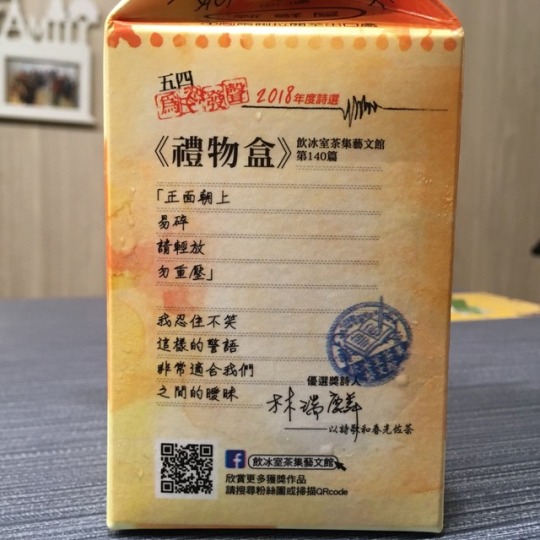 五四
為民發聲
2018年度詩選
《禮物盒》
飲冰室茶集藝文館
第140篇
「正面朝上
易碎
請輕放
勿重壓」
我忍住不笑
這樣的警語
非常適合我們
之間的曖昧
優選獎詩人
林瑞麟
以詩歌和春光佐茶
飲冰室茶集藝文館
欣賞更多獲獎作品
請搜尋粉絲團或掃描QRcode